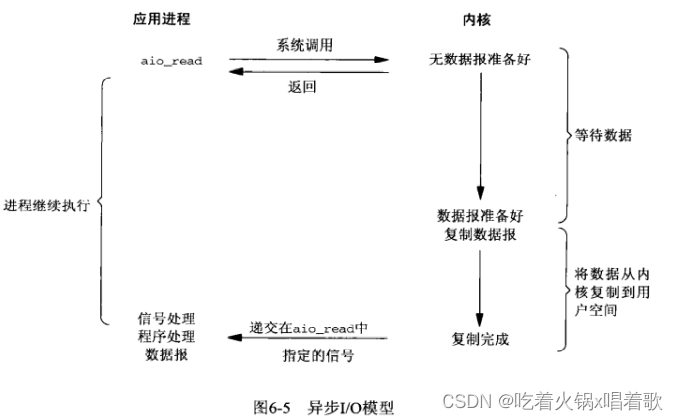 应用进程
内核
aio_read
系统调用
无数据报准备好
返回
等待数据
进程继续执行
数据报准备好
复制数据报
将数据从内
核复制到用
户空间
信号处理
程序处理
数据报
递交在aio_read中
指定的信号
复制完成
图6-5 异步I/O模型
CSDN @吃着火锅x唱着歌